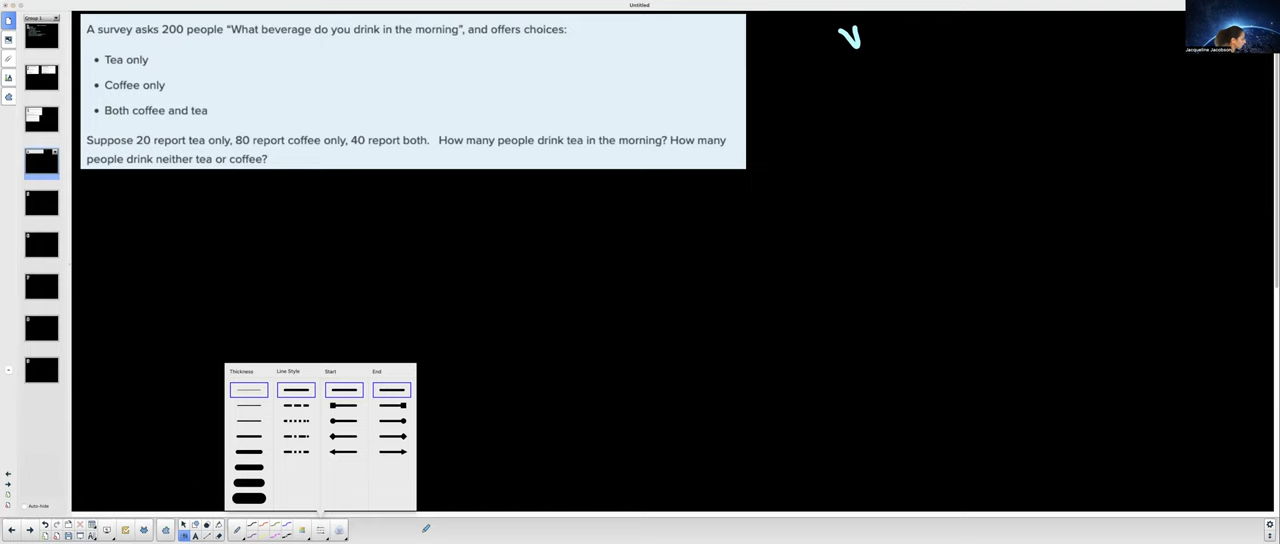 Untitled
Group 1
Jacqueline Jacobson
A survey asks 200 people “What beverage do you drink in the morning”, and offers choices:
• Tea only
• Coffee only
• Both coffee and tea
Suppose 20 report tea only, 80 report coffee only, 40 report both. How many people drink tea in the morning? How many
people drink neither tea or coffee?
V
Thickness Line Style Start End
Auto-hide